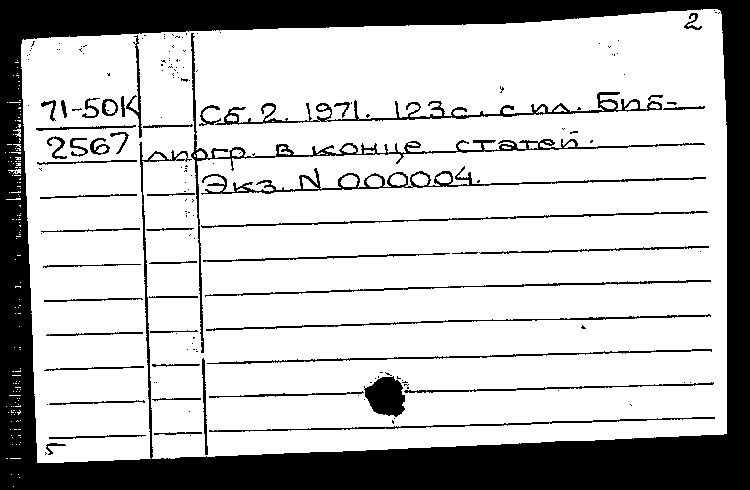 2
71-50К Сб. 2. 1971. 123с. с ил. Биб-
2567 лиогр. в конце статей.
Экз. N 000004.
5